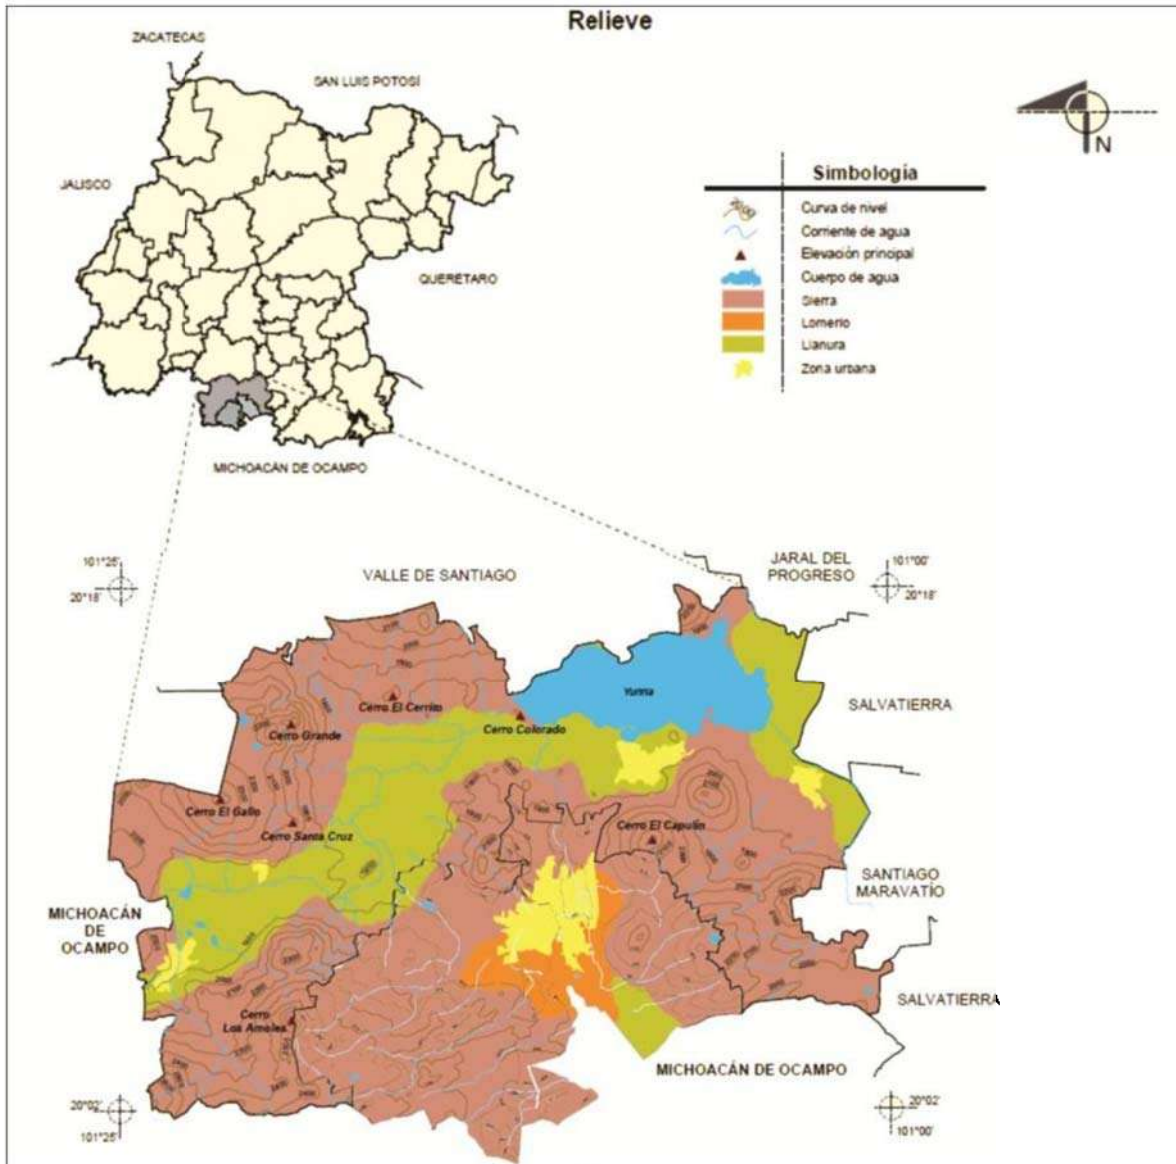 Relieve
ZACATECAS
SAN LUIS POTOSÍ
JALISCO
QUERETARO
MICHOACÁN DE OCAMPO
N
Simbología
2000
Curva de nivel
Corriente de agua
Elevación principal
Cuerpo de agua
Sierra
Lomerío
Llanura
Zona urbana
101°25'
20°18'
VALLE DE SANTIAGO
JARAL DEL
PROGRESO
101°00'
20°18'
Yuriria
SALVATIERRA
Cerro El Cerrito
Cerro Grande
Cerro Colorado
Cerro El Gallo
Cerro Santa Cruz
Cerro El Capulín
SANTIAGO
MARAVATÍO
MICHOACÁN
DE
OCAMPO
SALVATIERRA
Cerro
Los Amoles
MICHOACÁN DE OCAMPO
20°02'
101°25'
20°02'
101°00'